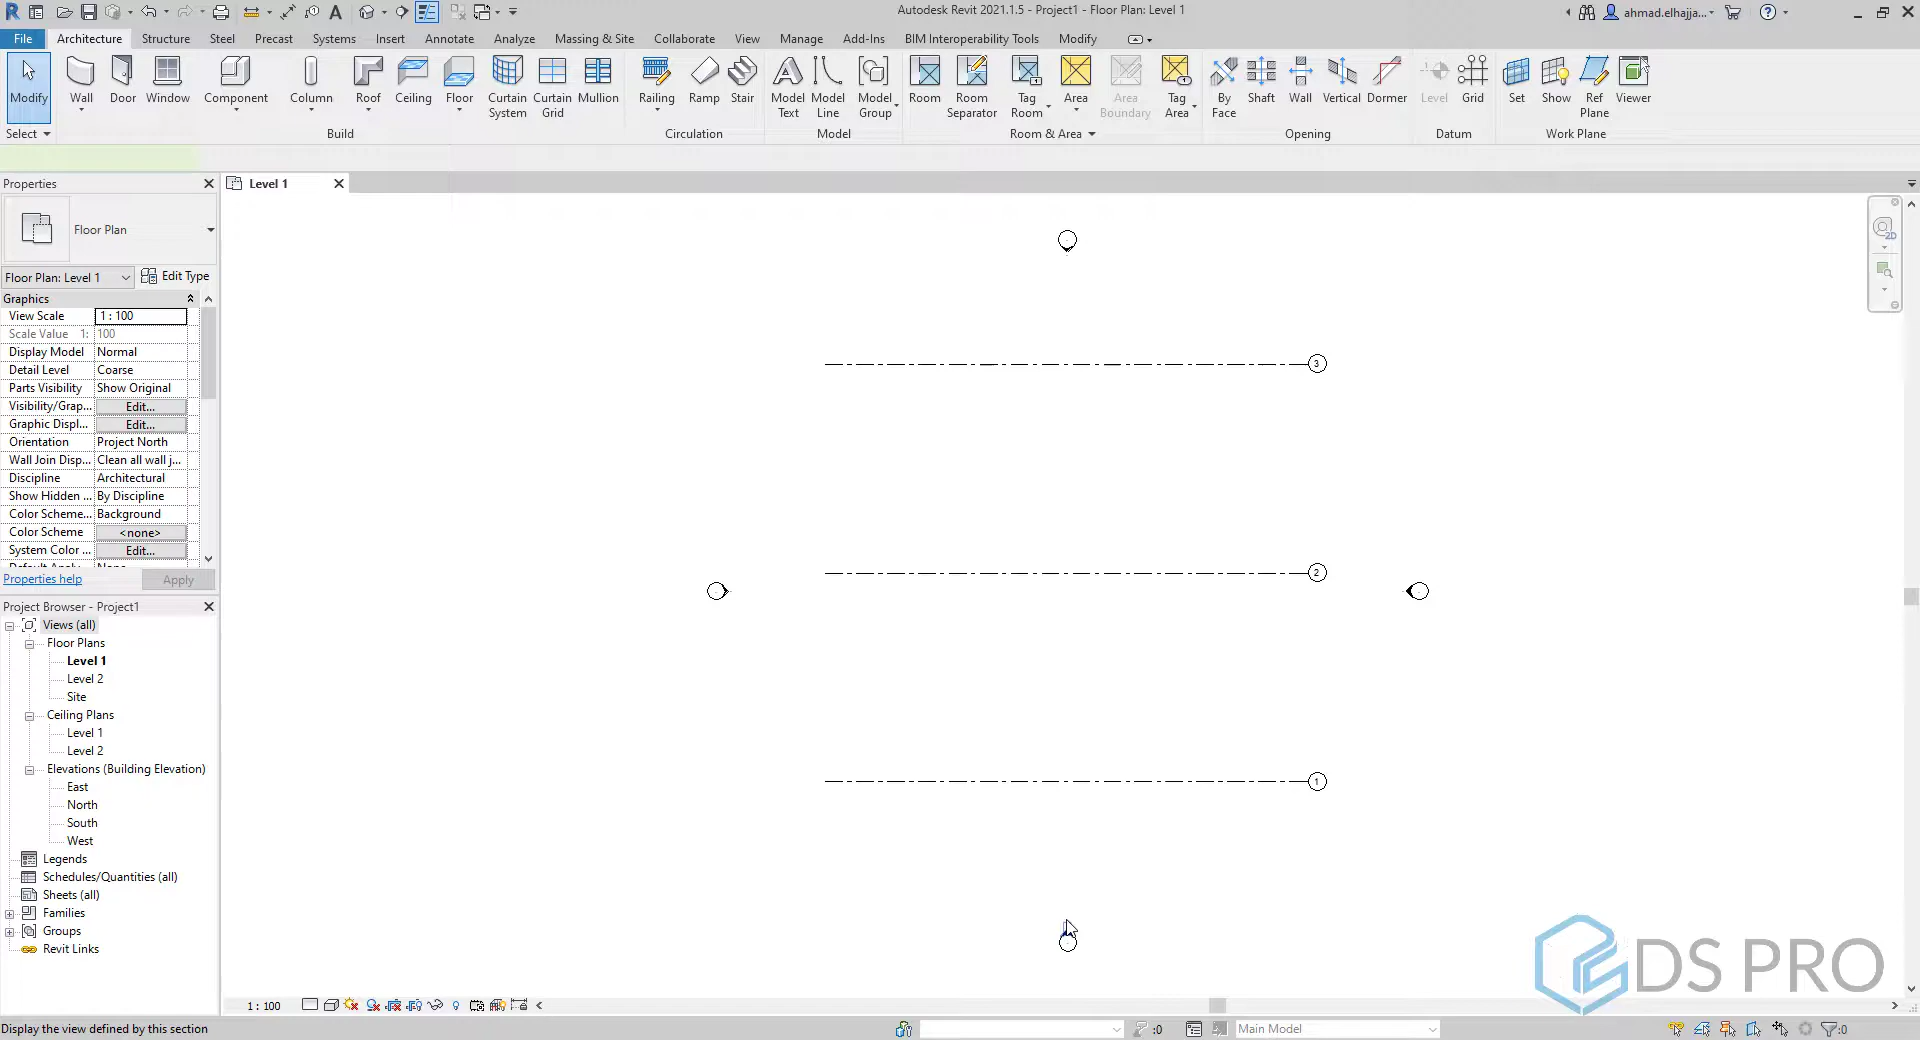 Autodesk Revit 2021.1.5 - Project1 - Floor Plan: Level 1
ahmad.elhajja...
File Architecture Structure Steel Precast Systems Insert Annotate Analyze Massing & Site Collaborate View Manage Add-Ins BIM Interoperability Tools Modify
Modify Wall Door Window Component Column Roof Ceiling Floor Curtain System Curtain Grid Mullion Railing Ramp Stair Model Text Model Line Model Group Room Room Separator Tag Room Area Area Boundary Tag Area By Face Shaft Wall Vertical Dormer Level Grid Set Show Ref Plane Viewer
Select Build Circulation Model Room & Area Opening Datum Work Plane
Properties
Level 1
Floor Plan
Floor Plan: Level 1 Edit Type
Graphics
View Scale 1 : 100
Scale Value 1: 100
Display Model Normal
Detail Level Coarse
Parts Visibility Show Original
Visibility/Grap... Edit...
Graphic Displ... Edit...
Orientation Project North
Wall Join Disp... Clean all wall j...
Discipline Architectural
Show Hidden ... By Discipline
Color Scheme... Background
Color Scheme <none>
System Color ... Edit...
Properties help Apply
Project Browser - Project1
Views (all)
Floor Plans
Level 1
Level 2
Site
Ceiling Plans
Level 1
Level 2
Elevations (Building Elevation)
East
North
South
West
Legends
Schedules/Quantities (all)
Sheets (all)
Families
Groups
Revit Links
2D
3
2
1
DS PRO
1 : 100
Display the view defined by this section
:0
Main Model
:0